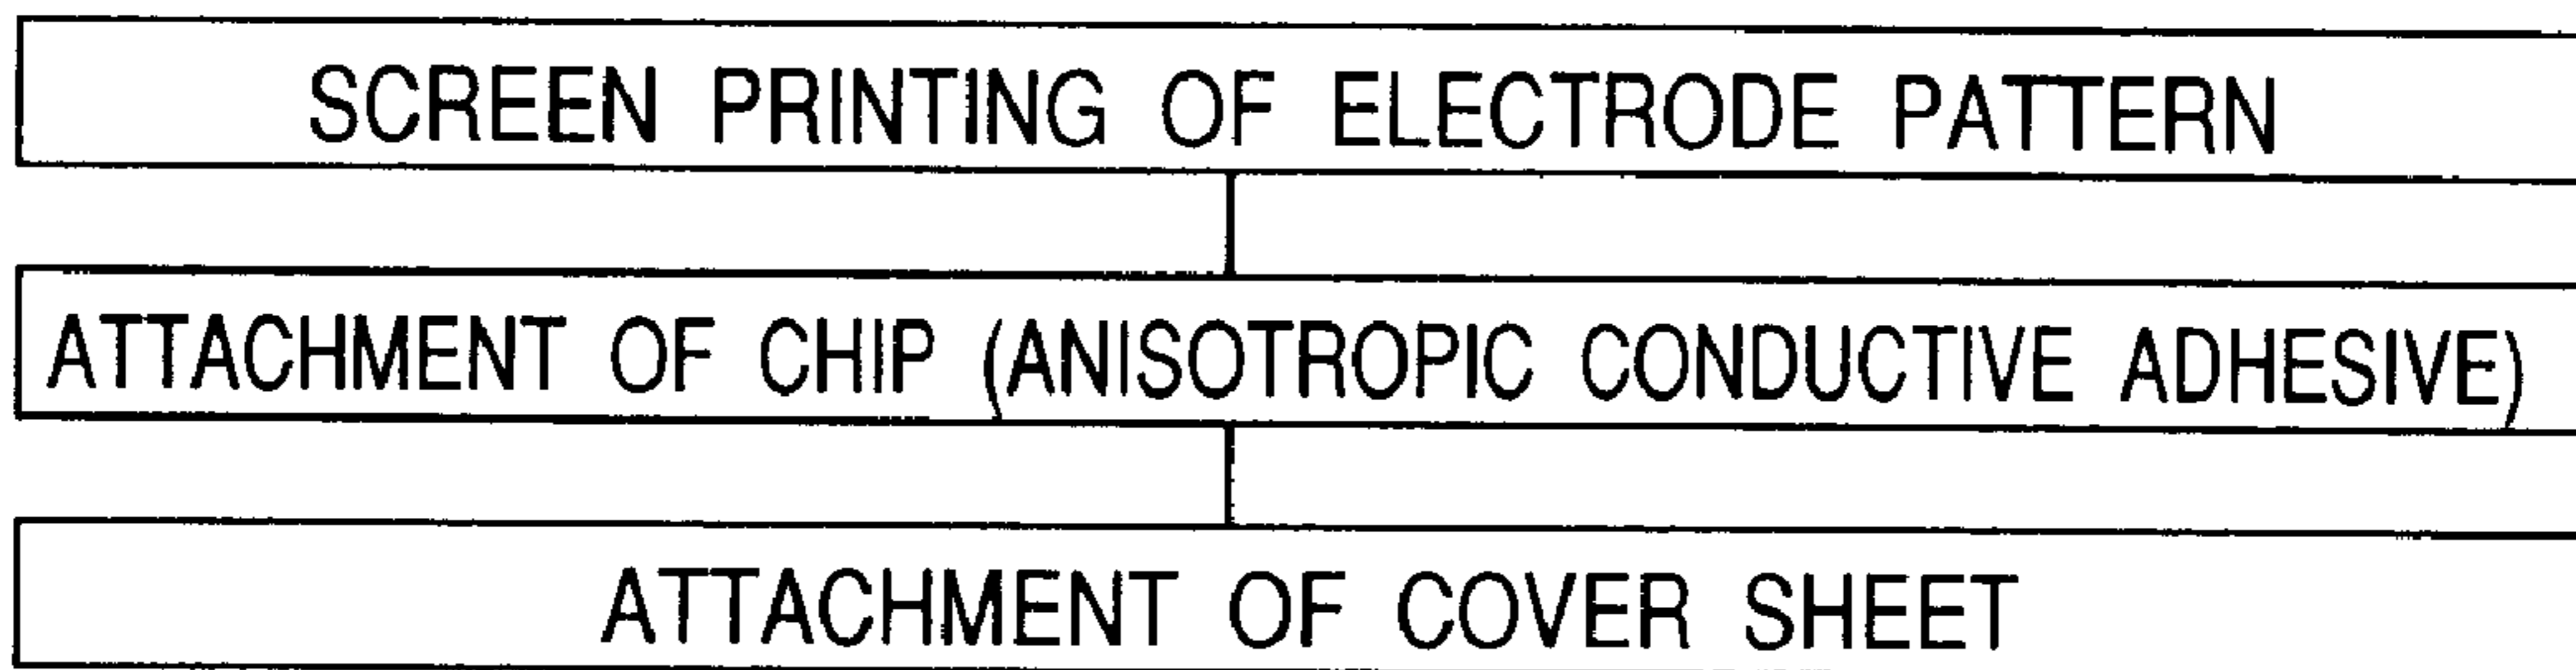 SCREEN PRINTING OF ELECTRODE PATTERN
ATTACHMENT OF CHIP (ANISOTROPIC CONDUCTIVE ADHESIVE)
ATTACHMENT OF COVER SHEET